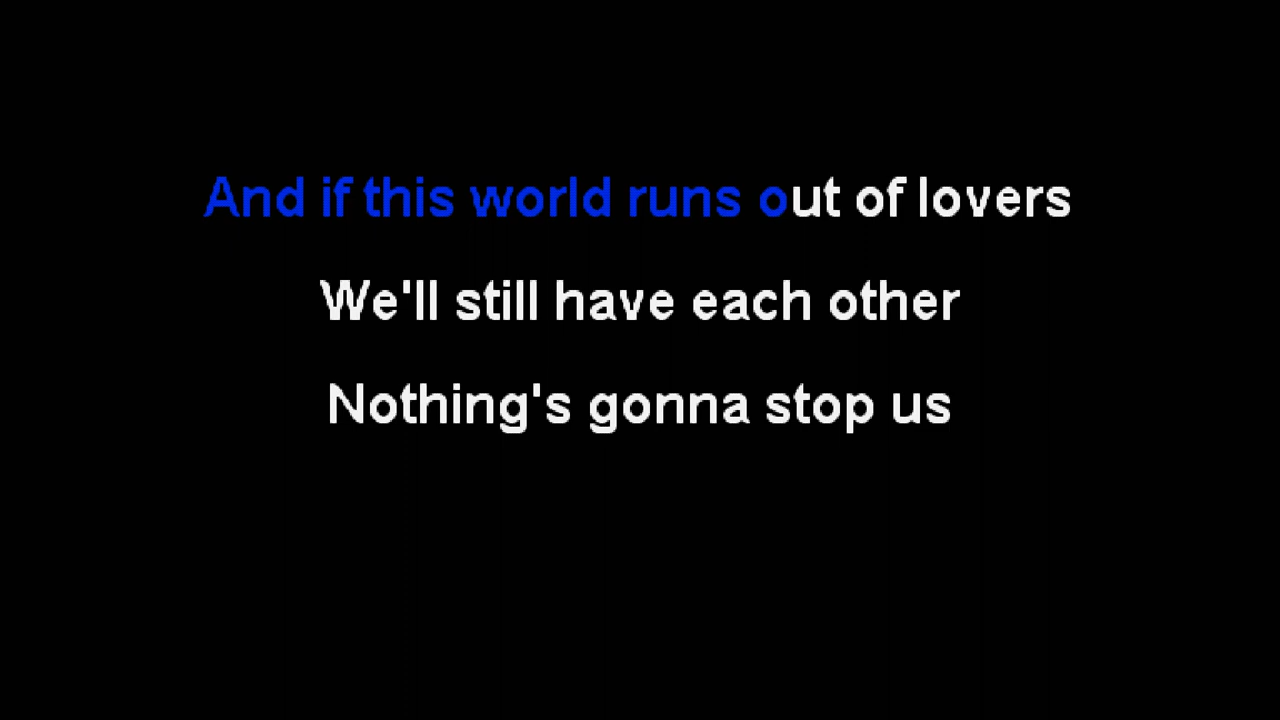 And if this world runs out of lovers
We'll still have each other
Nothing's gonna stop us